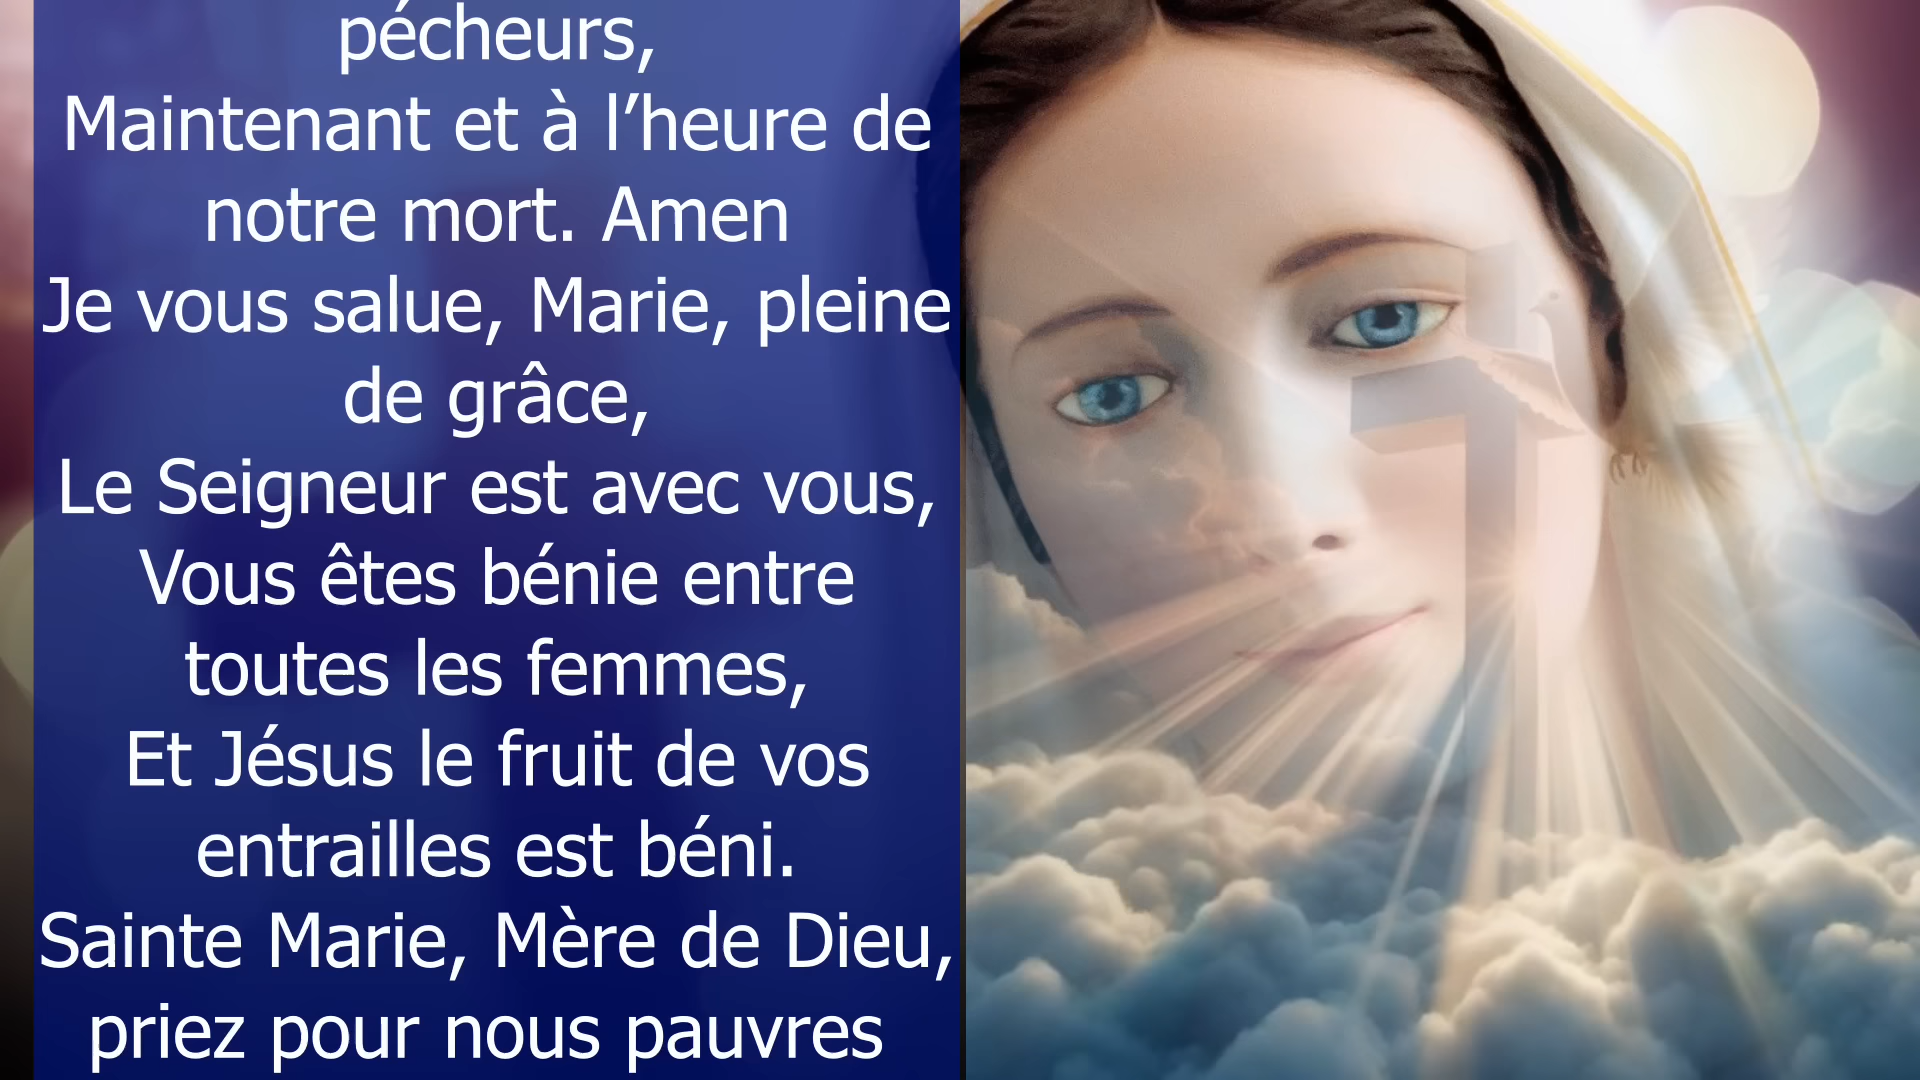 pécheurs,
Maintenant et à l’heure de
notre mort. Amen
Je vous salue, Marie, pleine
de grâce,
Le Seigneur est avec vous,
Vous êtes bénie entre
toutes les femmes,
Et Jésus le fruit de vos
entrailles est béni.
Sainte Marie, Mère de Dieu,
priez pour nous pauvres